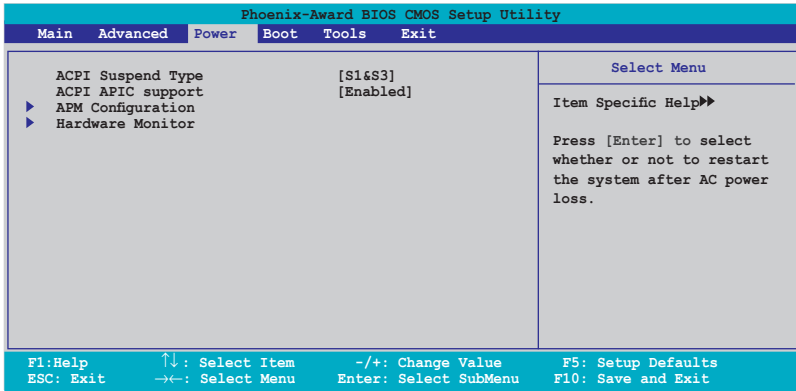 Phoenix-Award BIOS CMOS Setup Utility
Main Advanced Power Boot Tools Exit
ACPI Suspend Type [S1&S3]
ACPI APIC support [Enabled]
APM Configuration
Hardware Monitor
Select Menu
Item Specific Help
Press [Enter] to select
whether or not to restart
the system after AC power
loss.
F1:Help ↑↓: Select Item -/+: Change Value F5: Setup Defaults
ESC: Exit →←: Select Menu Enter: Select SubMenu F10: Save and Exit